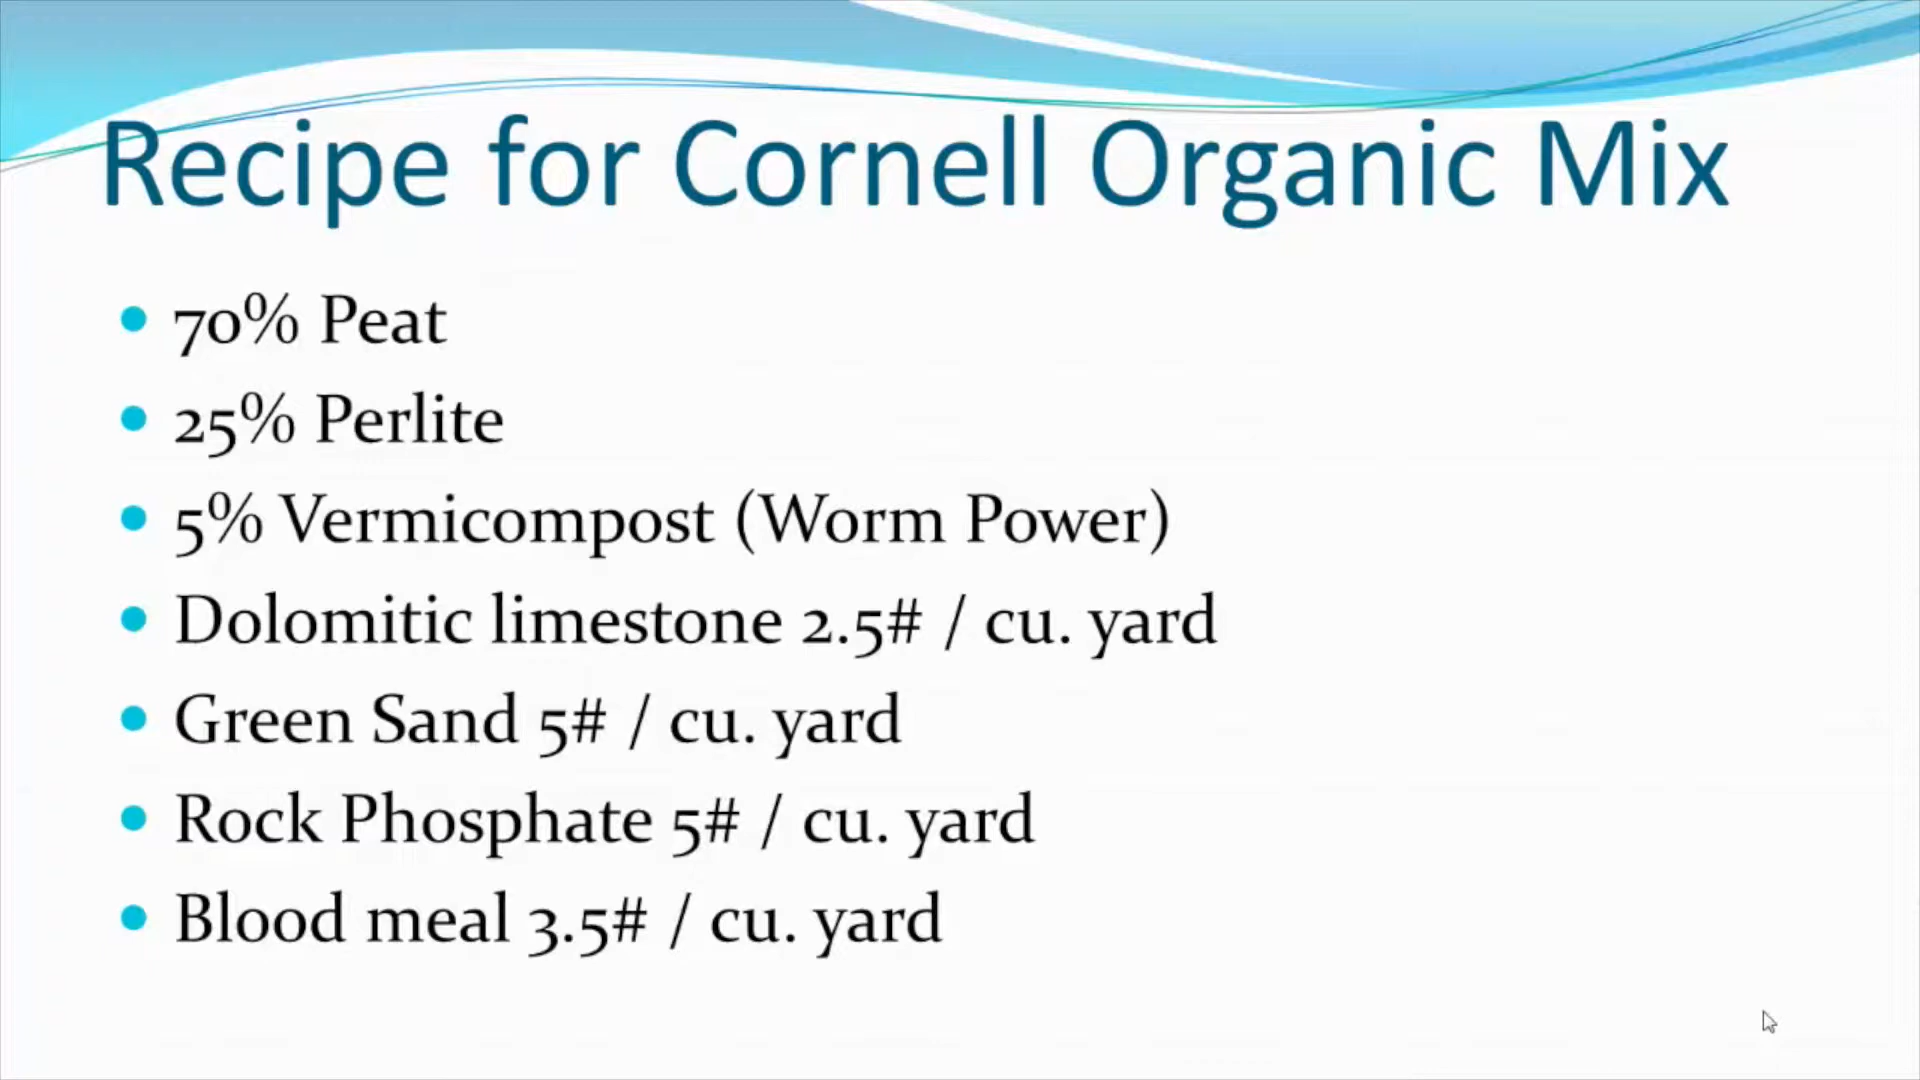 Recipe for Cornell Organic Mix
• 70% Peat
• 25% Perlite
• 5% Vermicompost (Worm Power)
• Dolomitic limestone 2.5# / cu. yard
• Green Sand 5# / cu. yard
• Rock Phosphate 5# / cu. yard
• Blood meal 3.5# / cu. yard